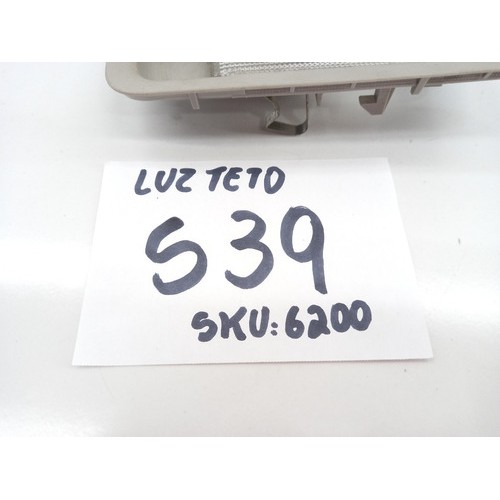 LUZ TETO
S39
SKU: 6200